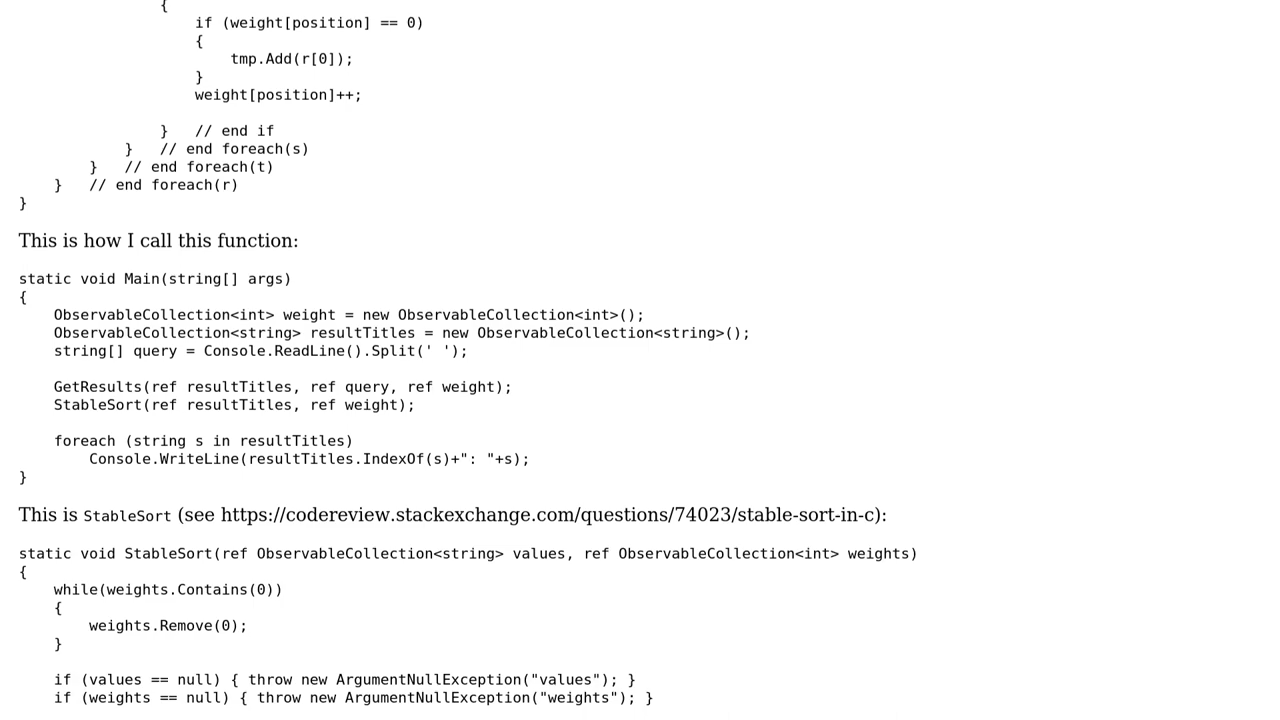 {
if (weight[position] == 0)
{
tmp.Add(r[0]);
}
weight[position]++;
}   // end if
}   // end foreach(s)
}   // end foreach(t)
}   // end foreach(r)
}
This is how I call this function:
static void Main(string[] args)
{
ObservableCollection<int> weight = new ObservableCollection<int>();
ObservableCollection<string> resultTitles = new ObservableCollection<string>();
string[] query = Console.ReadLine().Split(' ');
GetResults(ref resultTitles, ref query, ref weight);
StableSort(ref resultTitles, ref weight);
foreach (string s in resultTitles)
Console.WriteLine(resultTitles.IndexOf(s)+": "+s);
}
This is StableSort (see https://codereview.stackexchange.com/questions/74023/stable-sort-in-c):
static void StableSort(ref ObservableCollection<string> values, ref ObservableCollection<int> weights)
{
while(weights.Contains(0))
{
weights.Remove(0);
}
if (values == null) { throw new ArgumentNullException("values"); }
if (weights == null) { throw new ArgumentNullException("weights"); }